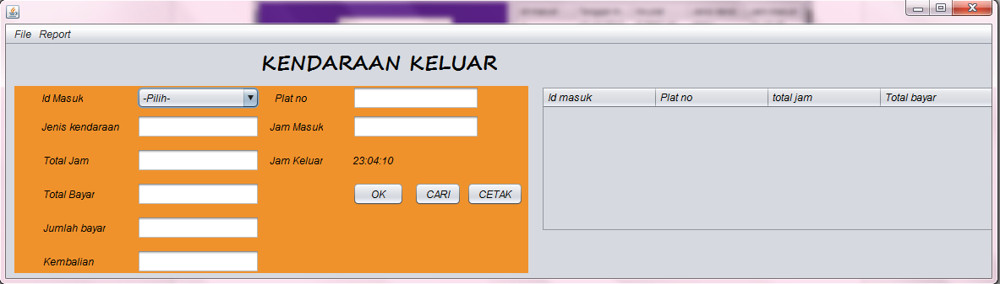 File Report
KENDARAAN KELUAR
Id Masuk -Pilih- Plat no
Jenis kendaraan Jam Masuk
Total Jam Jam Keluar 23:04:10
Total Bayar OK CARI CETAK
Jumlah bayar
Kembalian
Id masuk Plat no total jam Total bayar